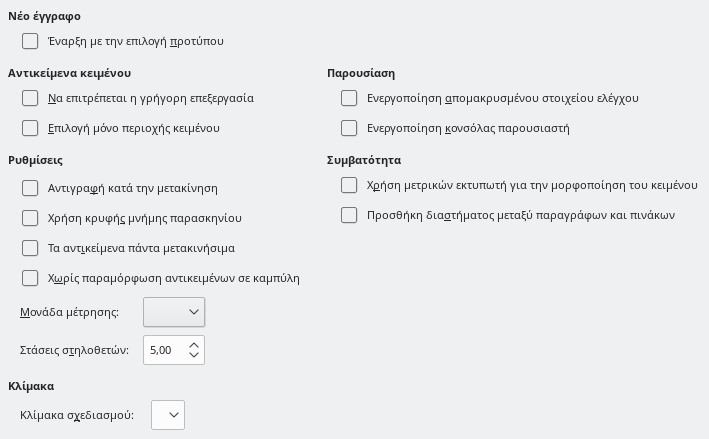 Νέο έγγραφο
Έναρξη με την επιλογή προτύπου
Αντικείμενα κειμένου
Να επιτρέπεται η γρήγορη επεξεργασία
Επιλογή μόνο περιοχής κειμένου
Παρουσίαση
Ενεργοποίηση απομακρυσμένου στοιχείου ελέγχου
Ενεργοποίηση κονσόλας παρουσιαστή
Ρυθμίσεις
Αντιγραφή κατά την μετακίνηση
Χρήση κρυφής μνήμης παρασκηνίου
Τα αντικείμενα πάντα μετακινήσιμα
Χωρίς παραμόρφωση αντικειμένων σε καμπύλη
Μονάδα μέτρησης:
Στάσεις στηλοθετών: 5,00
Συμβατότητα
Χρήση μετρικών εκτυπωτή για την μορφοποίηση του κειμένου
Προσθήκη διαστήματος μεταξύ παραγράφων και πινάκων
Κλίμακα
Κλίμακα σχεδιασμού: